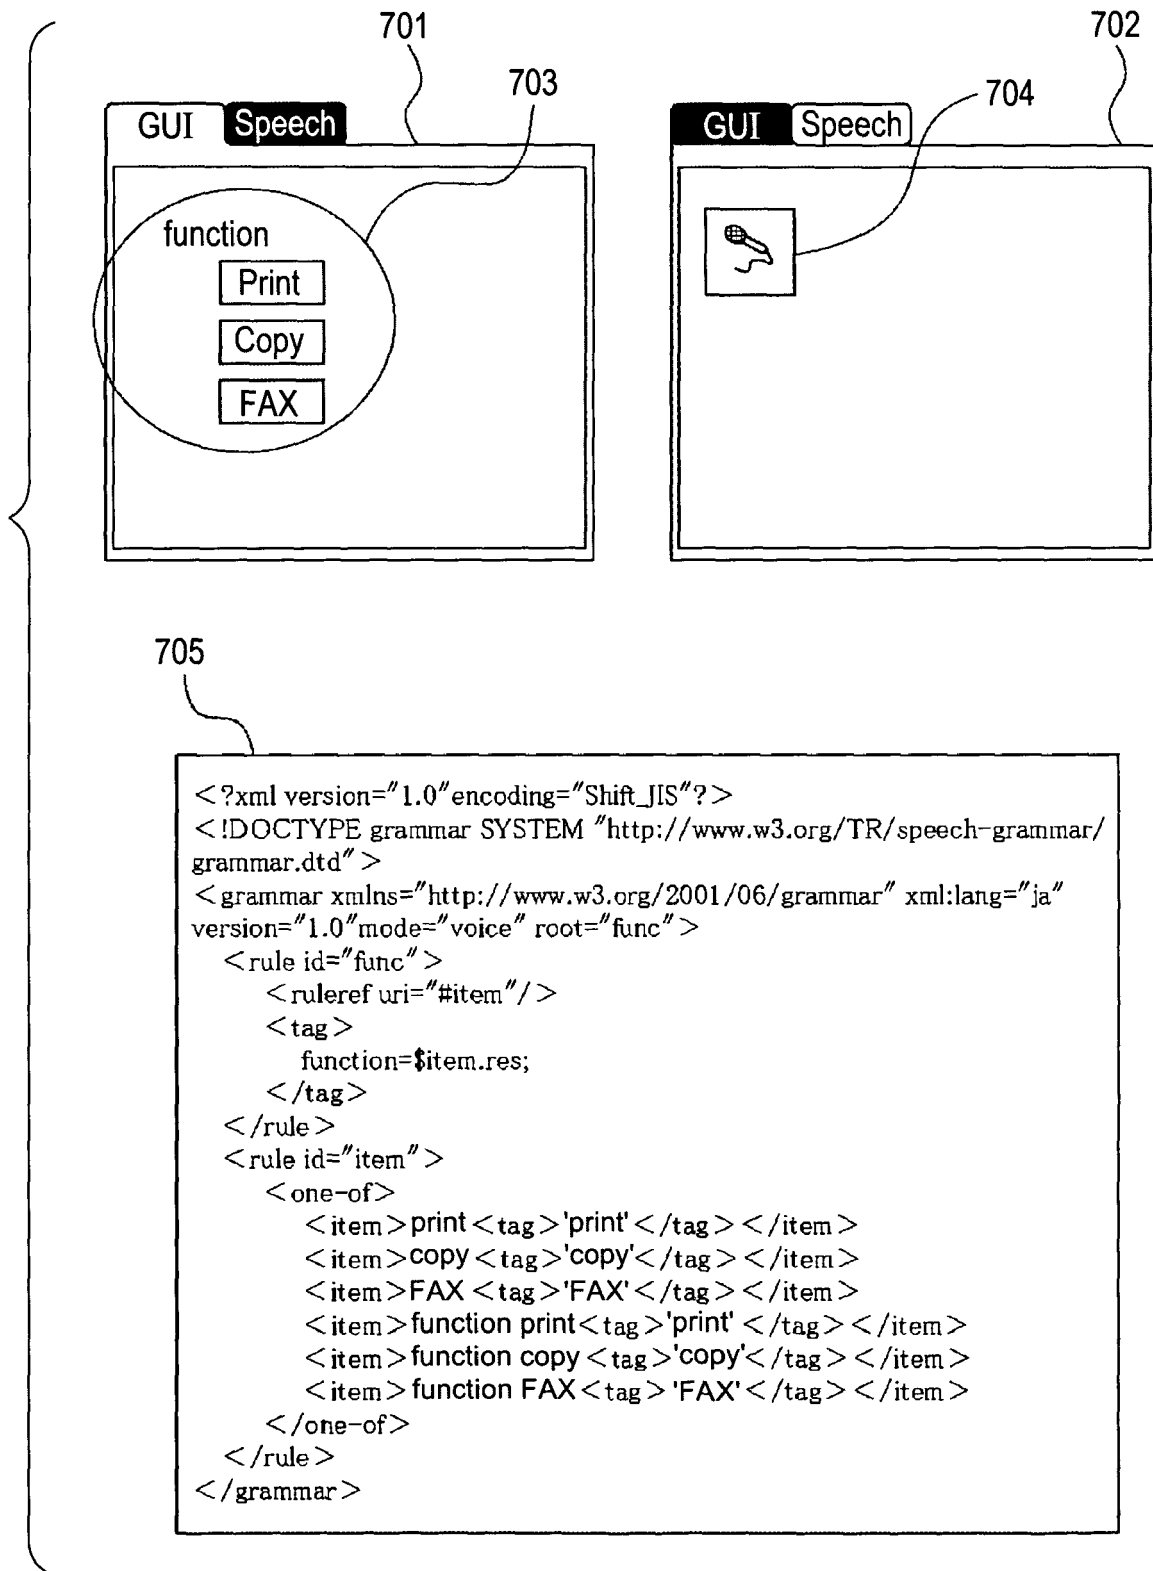 701
702
703
704
GUI Speech
GUI Speech
function
Print
Copy
FAX
705
<?xml version="1.0"encoding="Shift_JIS"?>
<!DOCTYPE grammar SYSTEM "http://www.w3.org/TR/speech-grammar/
grammar.dtd">
<grammar xmlns="http://www.w3.org/2001/06/grammar" xml:lang="ja"
version="1.0"mode="voice" root="func">
<rule id="func">
<ruleref uri="#item"/>
<tag>
function=$item.res;
</tag>
</rule>
<rule id="item">
<one-of>
<item>print<tag>'print'</tag></item>
<item>copy<tag>'copy'</tag></item>
<item>FAX<tag>'FAX'</tag></item>
<item>function print<tag>'print'</tag></item>
<item>function copy<tag>'copy'</tag></item>
<item>function FAX<tag>'FAX'</tag></item>
</one-of>
</rule>
</grammar>